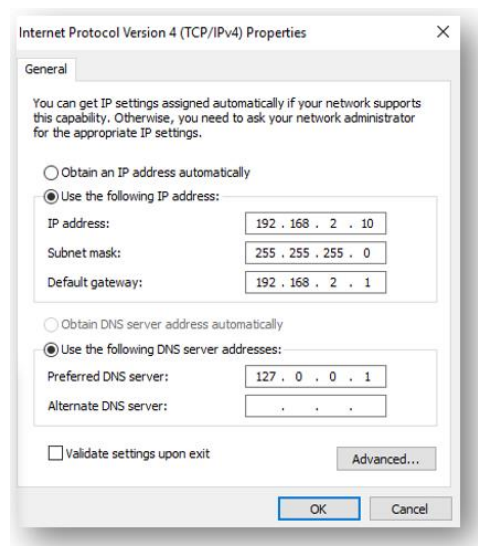 Internet Protocol Version 4 (TCP/IPv4) Properties
General
You can get IP settings assigned automatically if your network supports
this capability. Otherwise, you need to ask your network administrator
for the appropriate IP settings.
Obtain an IP address automatically
Use the following IP address:
IP address: 192 . 168 . 2 . 10
Subnet mask: 255 . 255 . 255 . 0
Default gateway: 192 . 168 . 2 . 1
Obtain DNS server address automatically
Use the following DNS server addresses:
Preferred DNS server: 127 . 0 . 0 . 1
Alternate DNS server: . . .
Validate settings upon exit
Advanced...
OK Cancel